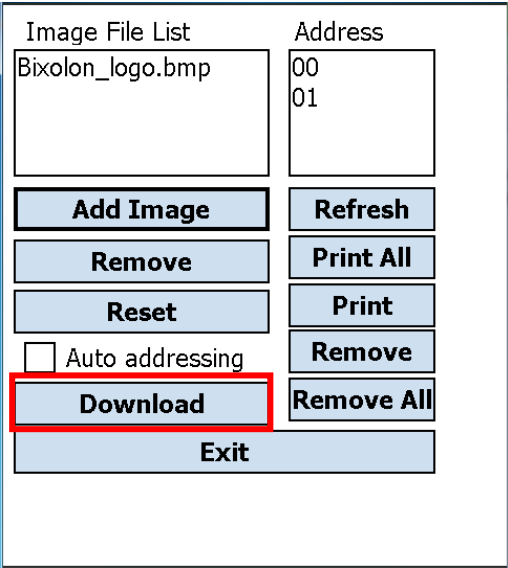 Image File List
Address
Bixolon_logo.bmp
00
01
Add Image
Refresh
Remove
Print All
Reset
Print
Auto addressing
Remove
Download
Remove All
Exit